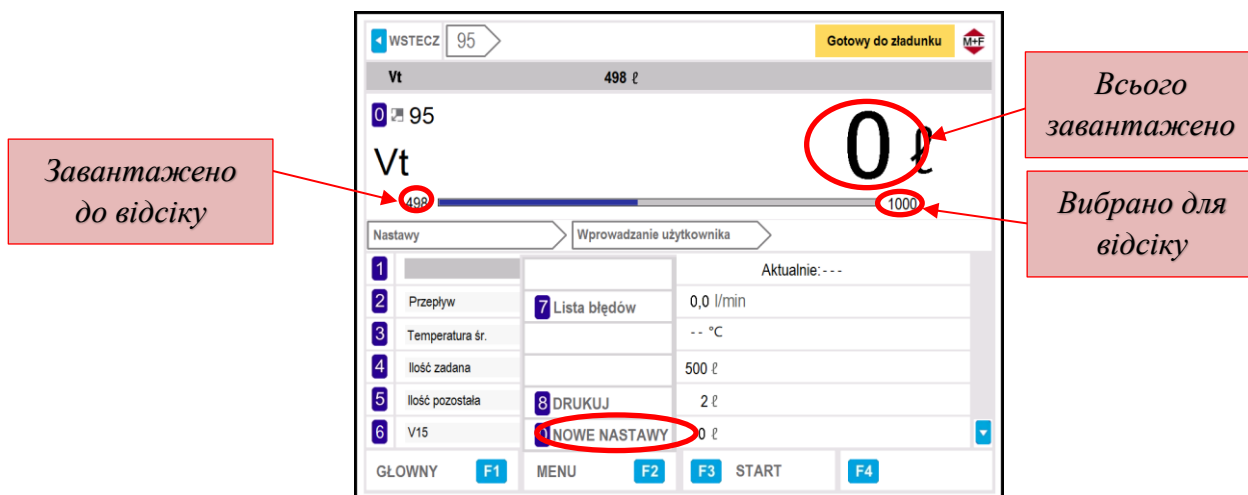 WSTECZ 95 Gotowy do zładunku M+F
Vt 498 ℓ
0 95
0 ℓ
Vt
498 1000
Nastawy Wprowadzanie użytkownika
1 Aktualnie:---
2 Przepływ 7 Lista błędów 0,0 l/min
3 Temperatura śr. -- °C
4 Ilość zadana 500 ℓ
5 Ilość pozostała 8 DRUKUJ 2 ℓ
6 V15 NOWE NASTAWY 0 ℓ
GŁOWNY F1 MENU F2 F3 START F4
Завантажено
до відсіку
Всього
завантажено
Вибрано для
відсіку